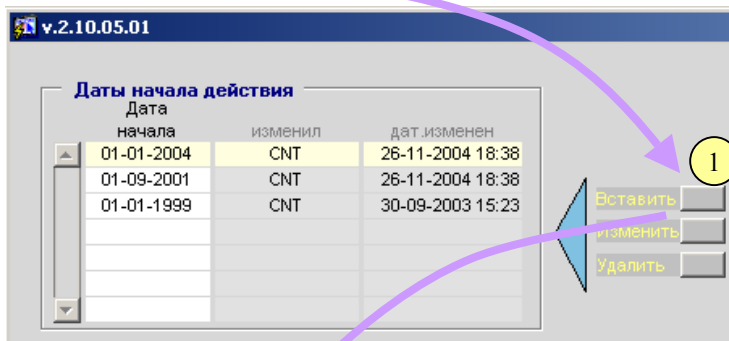 v.2.10.05.01
Даты начала действия
Дата
начала изменил дат.изменен
01-01-2004 CNT 26-11-2004 18:38
01-09-2001 CNT 26-11-2004 18:38
01-01-1999 CNT 30-09-2003 15:23
1
Вставить
Изменить
Удалить